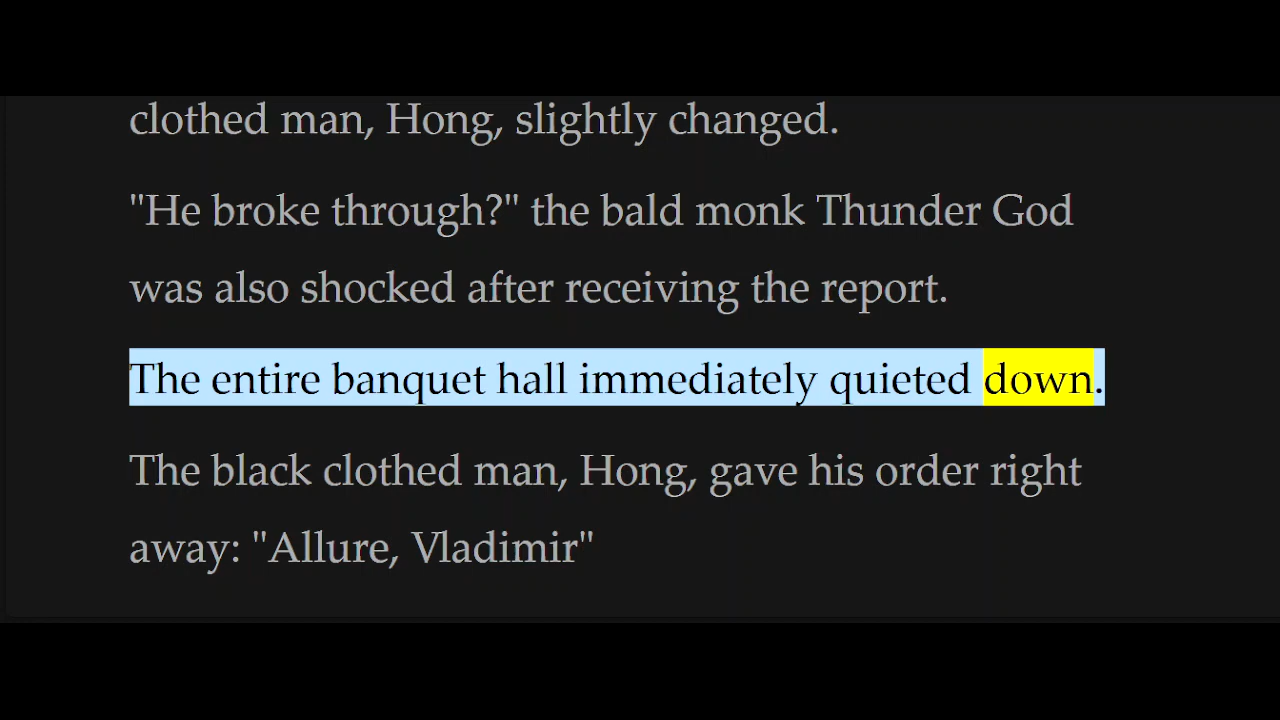 clothed man, Hong, slightly changed.
"He broke through?" the bald monk Thunder God
was also shocked after receiving the report.
The entire banquet hall immediately quieted down.
The black clothed man, Hong, gave his order right
away: "Allure, Vladimir"